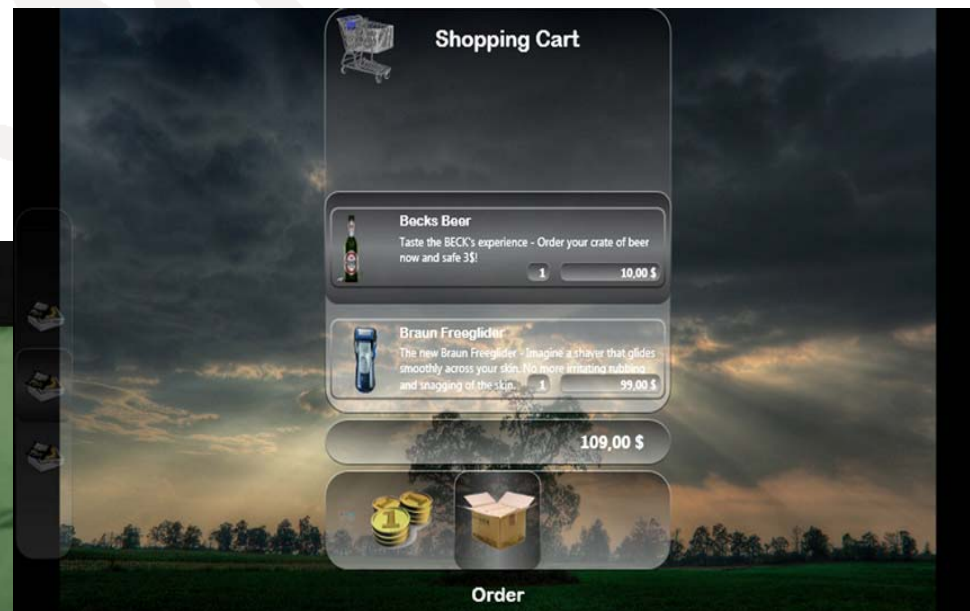 Shopping Cart
Becks Beer
Taste the BECK's experience - Order your crate of beer
now and safe 3$!
1 10,00 $
Braun Freeglider
The new Braun Freeglider - Imagine a shaver that glides
smoothly across your skin. No more irritating rubbing
and snagging of the skin. 1 99,00 $
109,00 $
1
Order